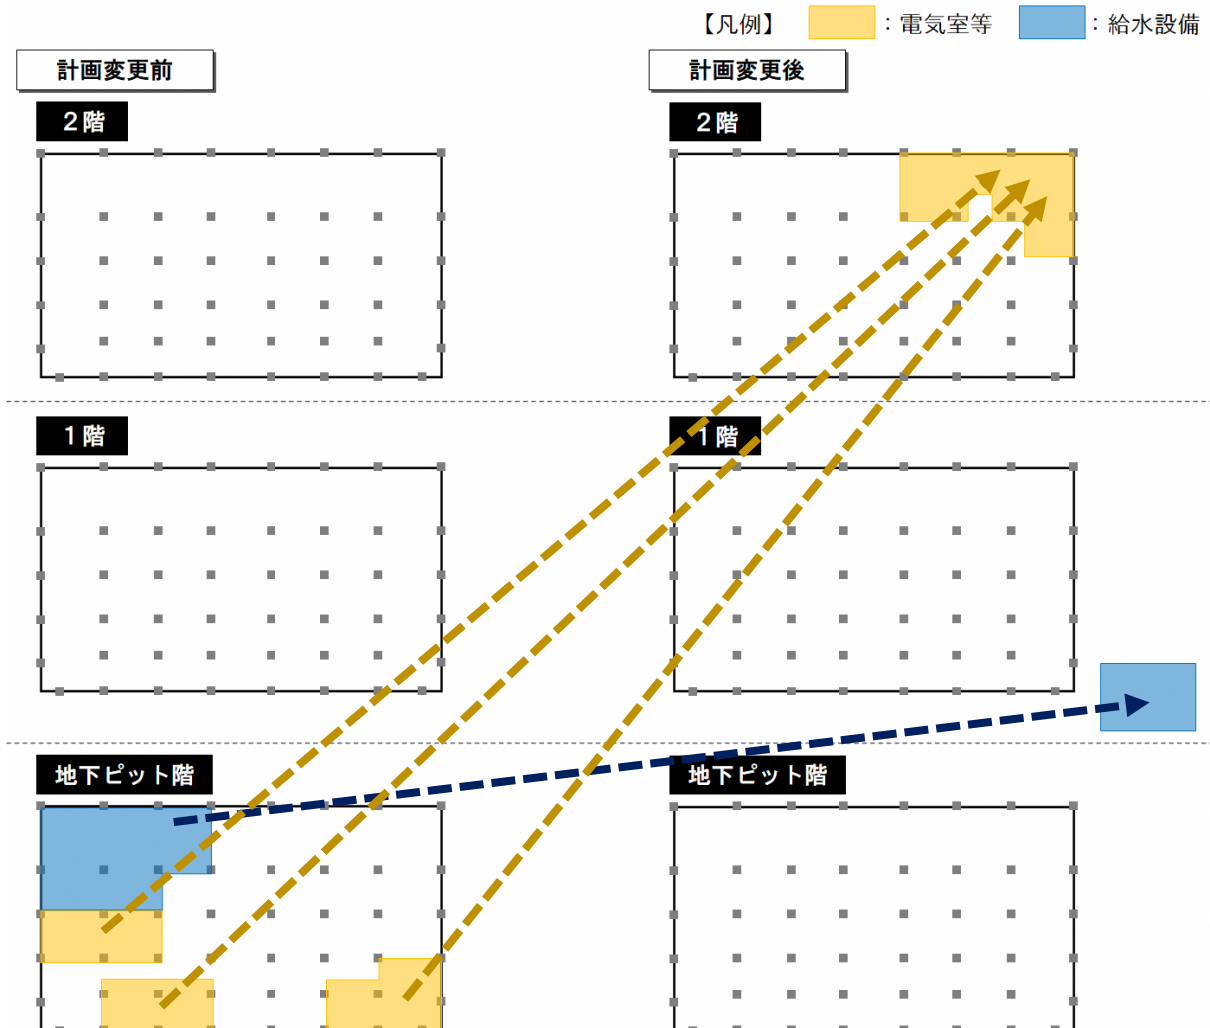 【凡例】 ：電気室等 ：給水設備
計画変更前 計画変更後
２階 ２階
１階 １階
地下ピット階 地下ピット階